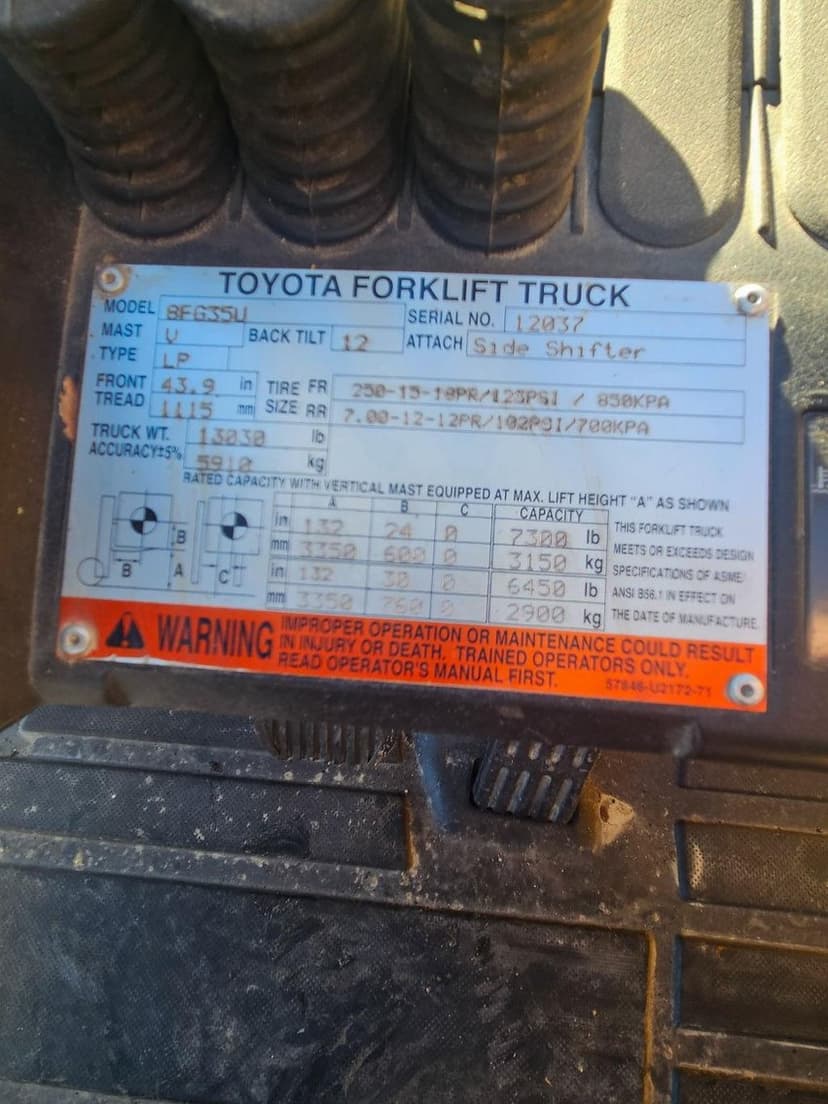 TOYOTA FORKLIFT TRUCK
MODEL 8FG35U SERIAL NO. 12037
MAST V BACK TILT 12 ATTACH Side Shifter
TYPE LP
FRONT TREAD 43.9 in 1115 mm
TIRE SIZE FR 250-15-18PR/123PSI / 850KPA
RR 7.00-12-12PR/102PSI/700KPA
TRUCK WT. 13030 lb
ACCURACY±5% 5910 kg
RATED CAPACITY WITH VERTICAL MAST EQUIPPED AT MAX. LIFT HEIGHT "A" AS SHOWN
A B C CAPACITY
in 132 24 0 7300 lb
mm 3350 600 0 3150 kg
in 132 30 0 6450 lb
mm 3350 760 0 2900 kg
B
B A C
THIS FORKLIFT TRUCK
MEETS OR EXCEEDS DESIGN
SPECIFICATIONS OF ASME/
ANSI B56.1 IN EFFECT ON
THE DATE OF MANUFACTURE.
WARNING
IMPROPER OPERATION OR MAINTENANCE COULD RESULT
IN INJURY OR DEATH. TRAINED OPERATORS ONLY.
READ OPERATOR'S MANUAL FIRST.
57846-U2172-71